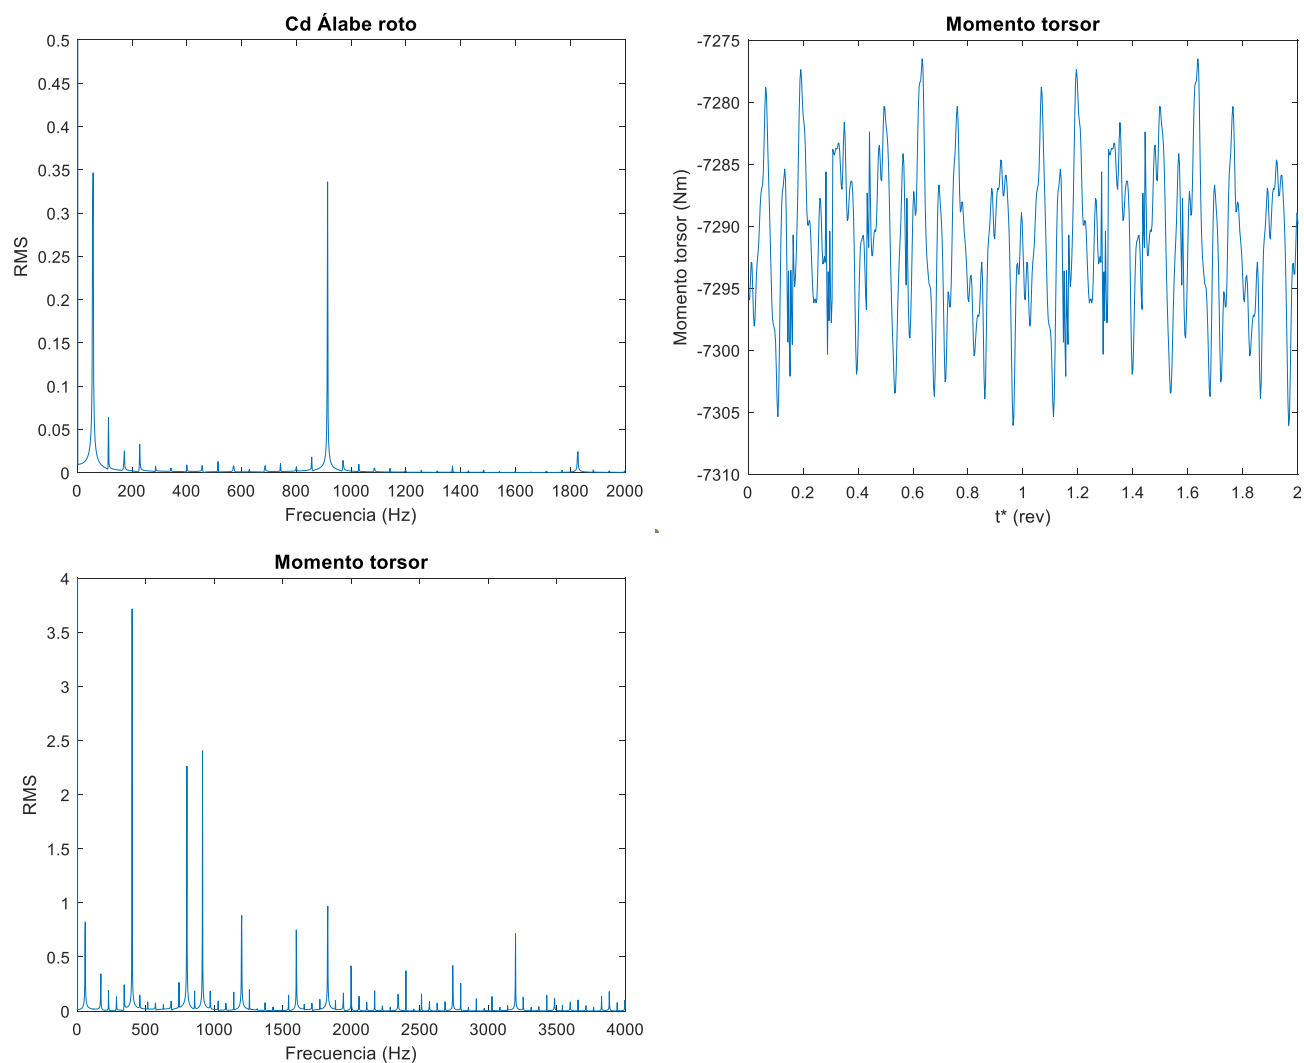 Cd Álabe roto
0.5
0.45
0.4
0.35
0.3
0.25
0.2
0.15
0.1
0.05
0
RMS
0 200 400 600 800 1000 1200 1400 1600 1800 2000
Frecuencia (Hz)
Momento torsor
-7275
-7280
-7285
-7290
-7295
-7300
-7305
-7310
Momento torsor (Nm)
0 0.2 0.4 0.6 0.8 1 1.2 1.4 1.6 1.8 2
t* (rev)
Momento torsor
4
3.5
3
2.5
2
1.5
1
0.5
0
RMS
0 500 1000 1500 2000 2500 3000 3500 4000
Frecuencia (Hz)